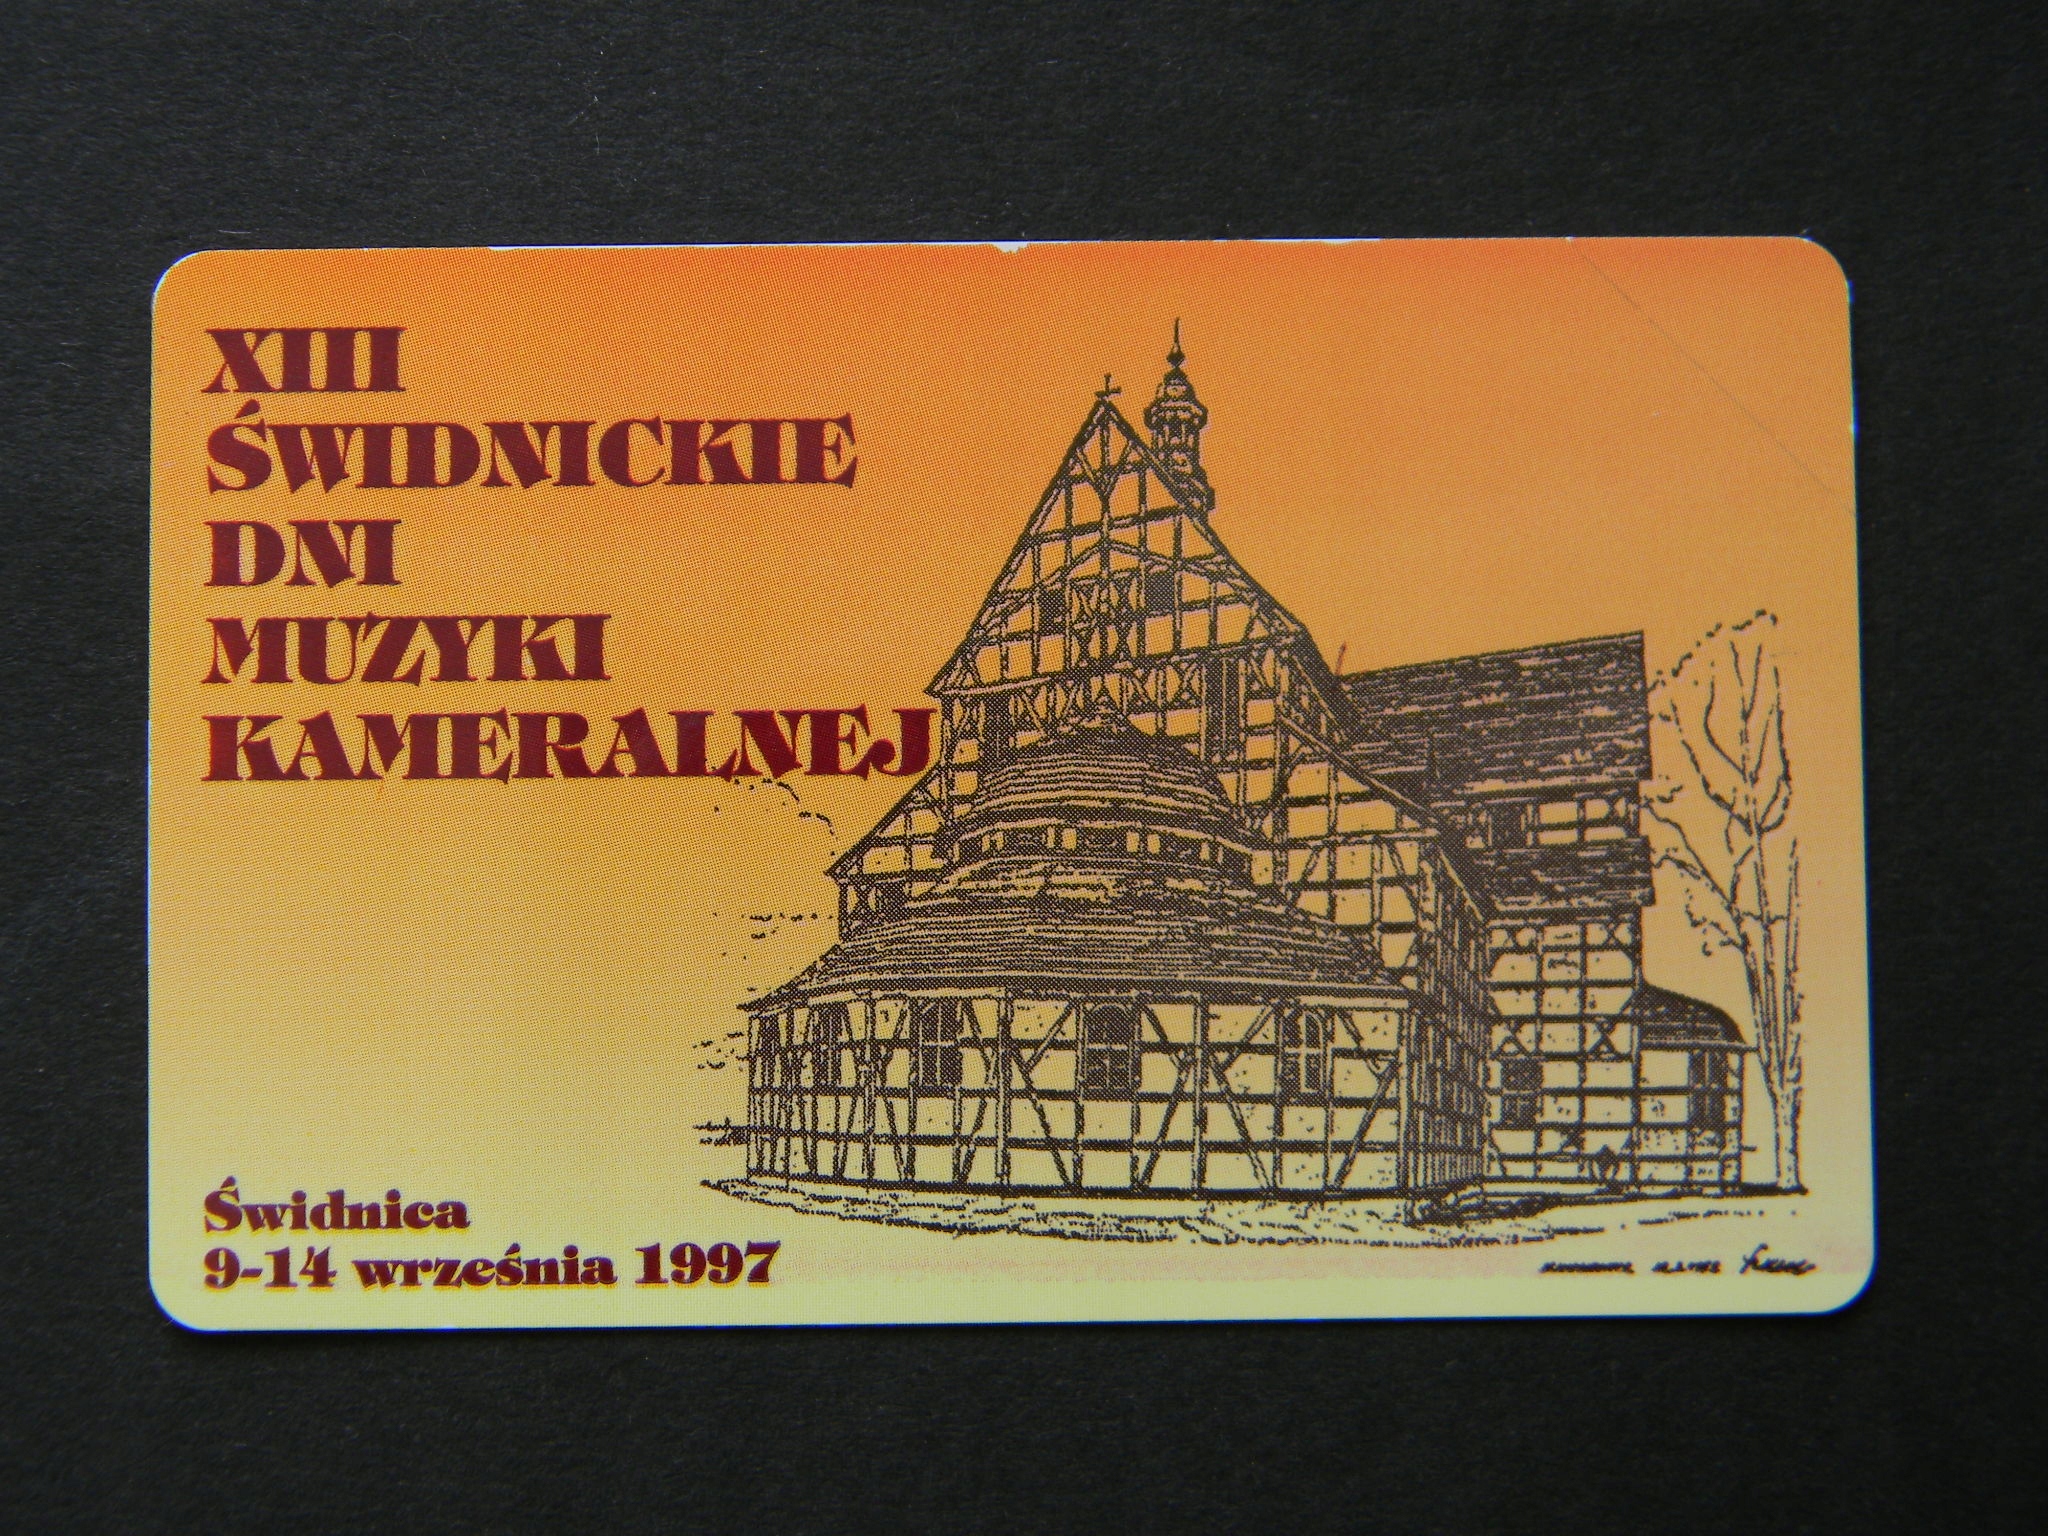 XIII
ŚWIDNICKIE
DNI
MUZYKI
KAMERALNEJ
Świdnica
9-14 września 1997